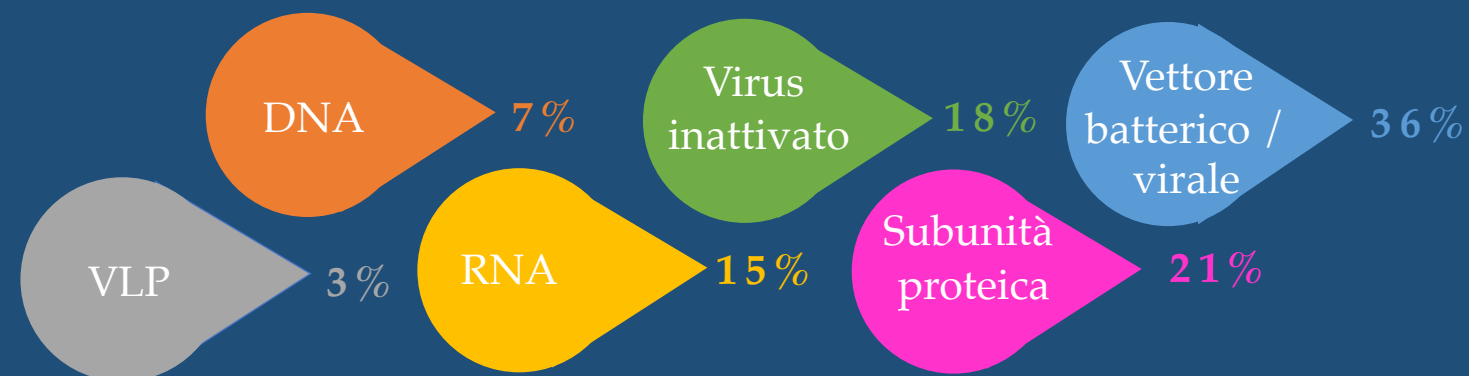 DNA
7%
Virus
inattivato
18%
Vettore
batterico /
virale
36%
VLP
3%
RNA
15%
Subunità
proteica
21%